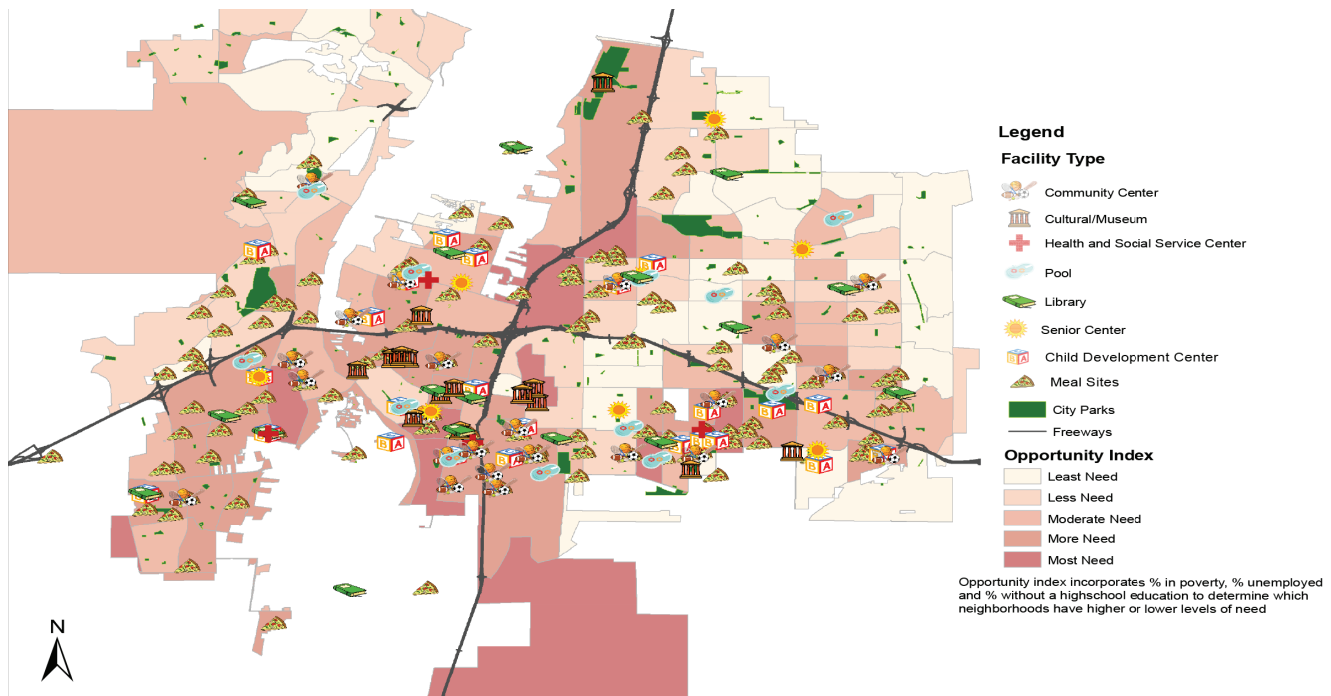 Legend
Facility Type
Community Center
Cultural/Museum
Health and Social Service Center
Pool
Library
Senior Center
Child Development Center
Meal Sites
City Parks
Freeways
Opportunity Index
Least Need
Less Need
Moderate Need
More Need
Most Need
Opportunity index incorporates % in poverty, % unemployed
and % without a highschool education to determine which
neighborhoods have higher or lower levels of need
N